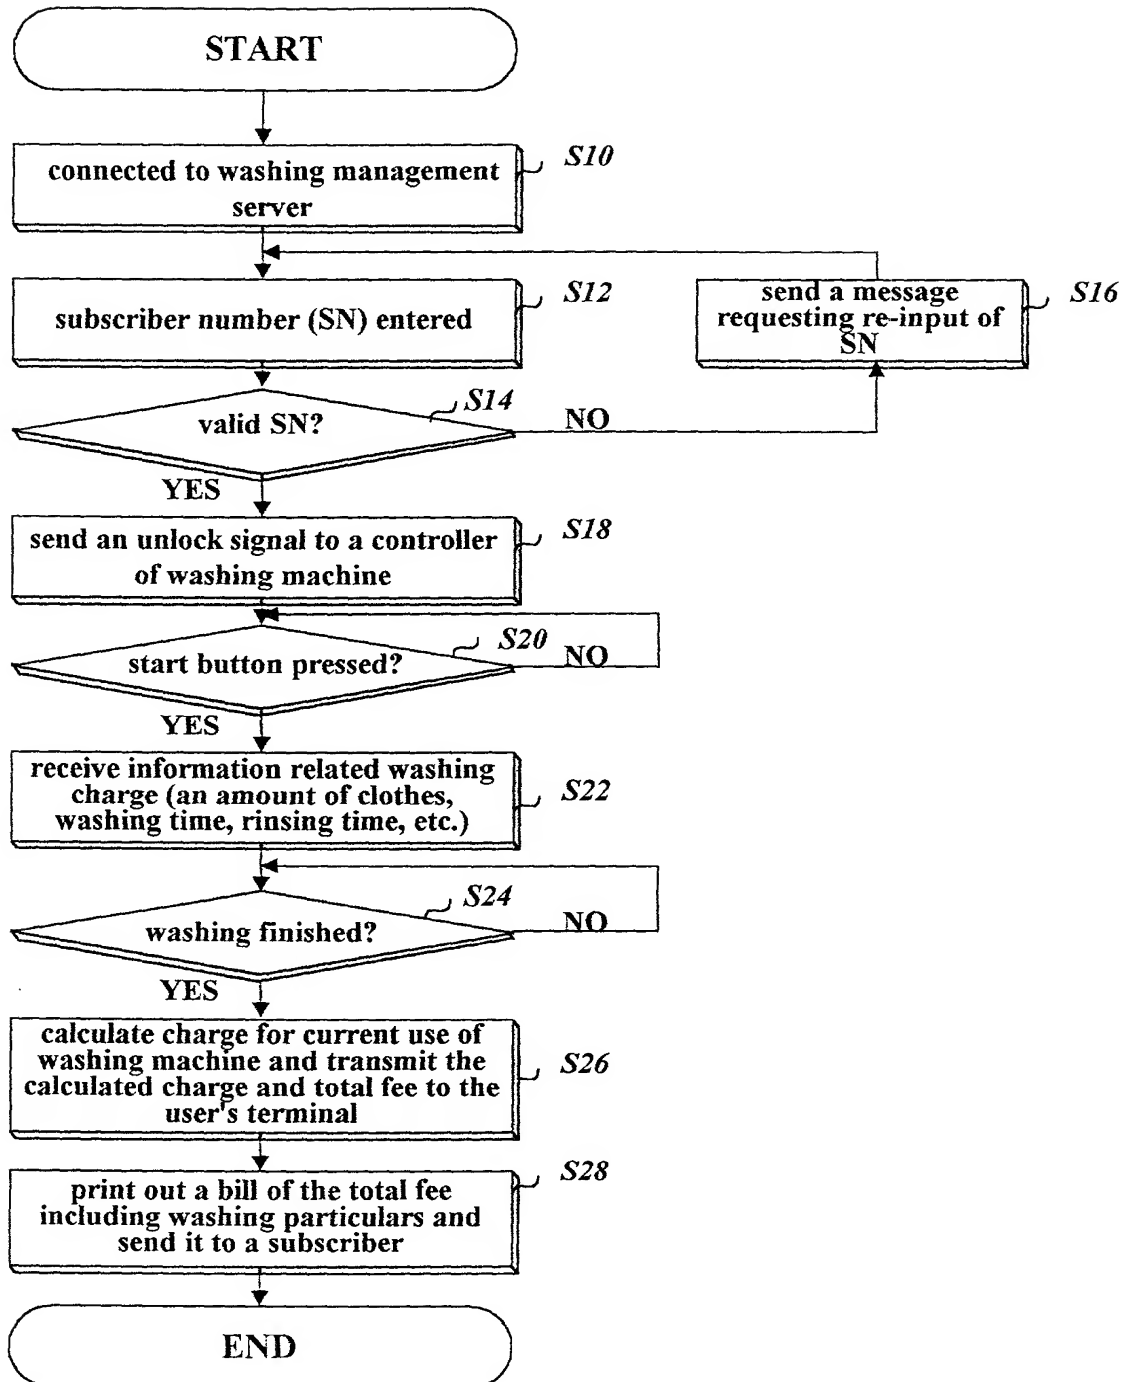 START
connected to washing management
server
S10
subscriber number (SN) entered
S12
send a message
requesting re-input of
SN
S16
valid SN?
S14
NO
YES
send an unlock signal to a controller
of washing machine
S18
start button pressed?
S20
NO
YES
receive information related washing
charge (an amount of clothes,
washing time, rinsing time, etc.)
S22
washing finished?
S24
NO
YES
calculate charge for current use of
washing machine and transmit the
calculated charge and total fee to the
user's terminal
S26
print out a bill of the total fee
including washing particulars and
send it to a subscriber
S28
END